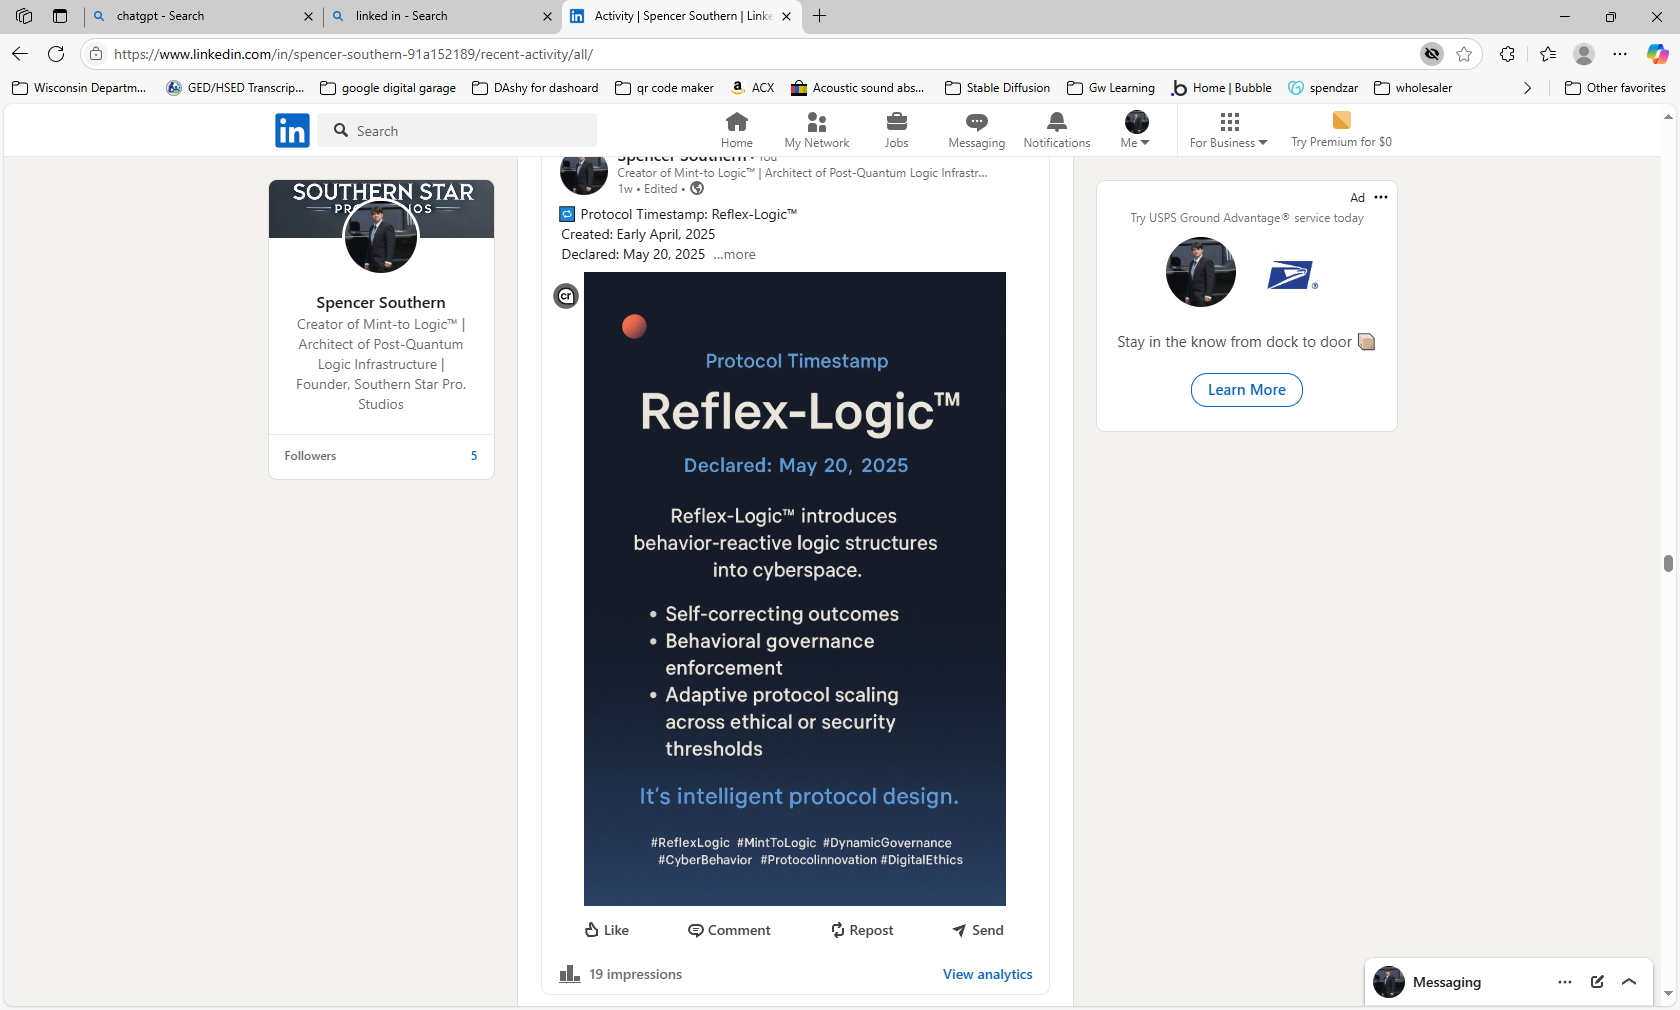 chatgpt - Search
linked in - Search
Activity | Spencer Southern | Linke
https://www.linkedin.com/in/spencer-southern-91a152189/recent-activity/all/
Wisconsin Departm...
GED/HSED Transcrip...
google digital garage
DAshy for dashoard
qr code maker
ACX
Acoustic sound abs...
Stable Diffusion
Gw Learning
Home | Bubble
spendzar
wholesaler
Other favorites
in
Search
Home
My Network
Jobs
Messaging
Notifications
Me
For Business
Try Premium for $0
SOUTHERN STAR
Spencer Southern
Creator of Mint-to Logic™ |
Architect of Post-Quantum
Logic Infrastructure |
Founder, Southern Star Pro.
Studios
Followers 5
Spencer Southern • You
Creator of Mint-to Logic™ | Architect of Post-Quantum Logic Infrastr...
1w • Edited •
Protocol Timestamp: Reflex-Logic™
Created: Early April, 2025
Declared: May 20, 2025 ...more
cr
Protocol Timestamp
Reflex-Logic™
Declared: May 20, 2025
Reflex-Logic™ introduces
behavior-reactive logic structures
into cyberspace.
• Self-correcting outcomes
• Behavioral governance
enforcement
• Adaptive protocol scaling
across ethical or security
thresholds
It's intelligent protocol design.
#ReflexLogic #MintToLogic #DynamicGovernance
#CyberBehavior #Protocolinnovation #DigitalEthics
Like
Comment
Repost
Send
19 impressions
View analytics
Ad
Try USPS Ground Advantage® service today
Stay in the know from dock to door
Learn More
Messaging